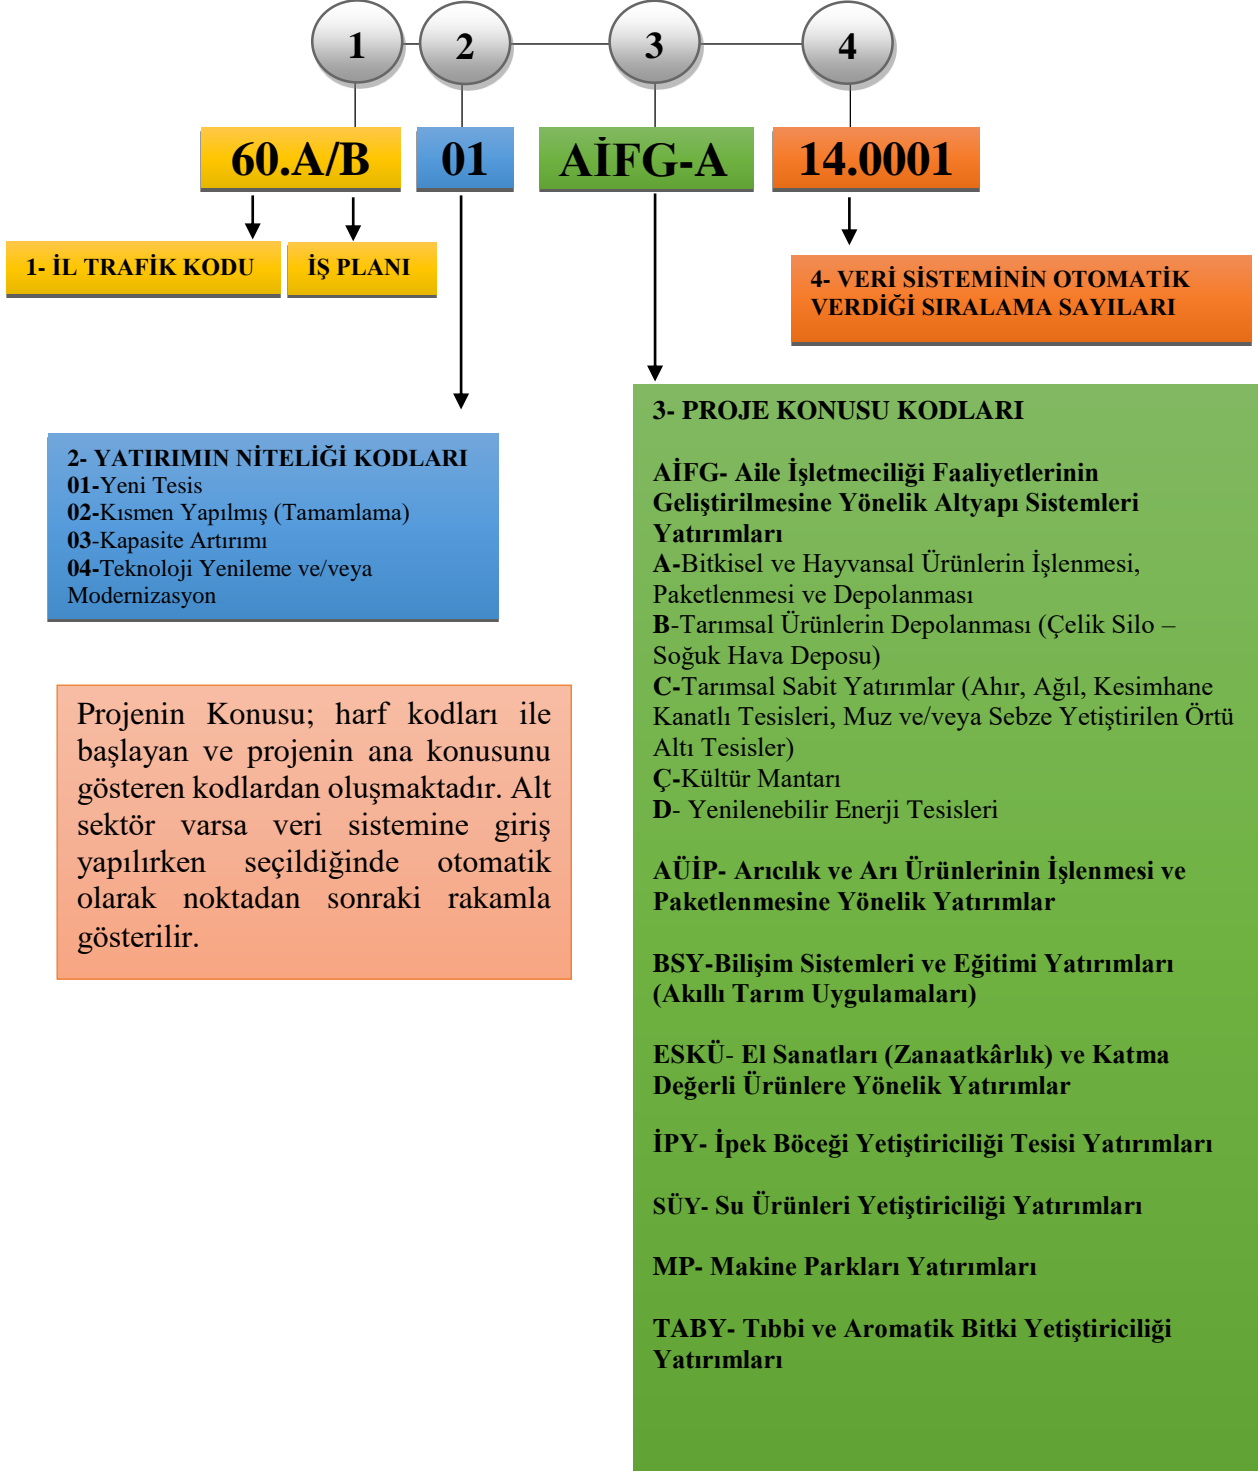 1
2
3
4
60.A/B
01
AİFG-A
14.0001
1- İL TRAFİK KODU
İŞ PLANI
4- VERİ SİSTEMİNİN OTOMATİK
VERDİĞİ SIRALAMA SAYILARI
2- YATIRIMIN NİTELİĞİ KODLARI
01-Yeni Tesis
02-Kısmen Yapılmış (Tamamlama)
03-Kapasite Artırımı
04-Teknoloji Yenileme ve/veya
Modernizasyon
Projenin Konusu; harf kodları ile
başlayan ve projenin ana konusunu
gösteren kodlardan oluşmaktadır. Alt
sektör varsa veri sistemine giriş
yapılırken seçildiğinde otomatik
olarak noktadan sonraki rakamla
gösterilir.
3- PROJE KONUSU KODLARI
AİFG- Aile İşletmeciliği Faaliyetlerinin
Geliştirilmesine Yönelik Altyapı Sistemleri
Yatırımları
A-Bitkisel ve Hayvansal Ürünlerin İşlenmesi,
Paketlenmesi ve Depolanması
B-Tarımsal Ürünlerin Depolanması (Çelik Silo –
Soğuk Hava Deposu)
C-Tarımsal Sabit Yatırımlar (Ahır, Ağıl, Kesimhane
Kanatlı Tesisleri, Muz ve/veya Sebze Yetiştirilen Örtü
Altı Tesisler)
Ç-Kültür Mantarı
D- Yenilenebilir Enerji Tesisleri
AÜİP- Arıcılık ve Arı Ürünlerinin İşlenmesi ve
Paketlenmesine Yönelik Yatırımlar
BSY-Bilişim Sistemleri ve Eğitimi Yatırımları
(Akıllı Tarım Uygulamaları)
ESKÜ- El Sanatları (Zanaatkârlık) ve Katma
Değerli Ürünlere Yönelik Yatırımlar
İPY- İpek Böceği Yetiştiriciliği Tesisi Yatırımları
SÜY- Su Ürünleri Yetiştiriciliği Yatırımları
MP- Makine Parkları Yatırımları
TABY- Tıbbi ve Aromatik Bitki Yetiştiriciliği
Yatırımları